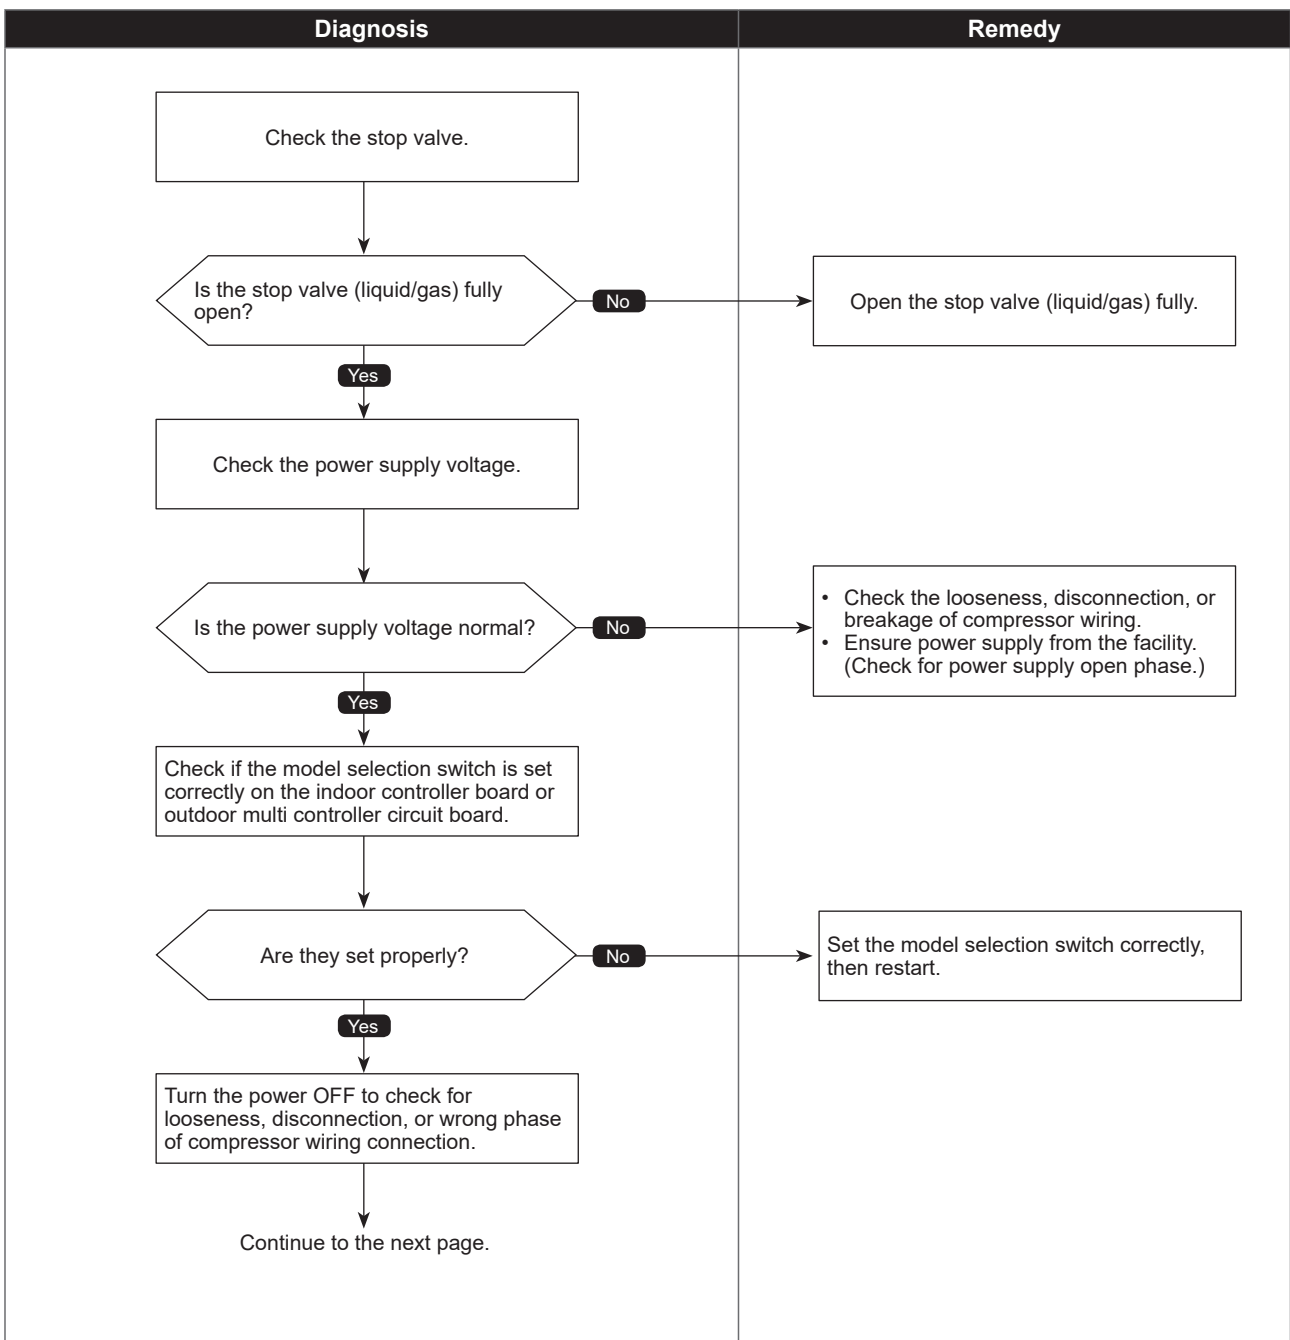 Diagnosis
Remedy
Check the stop valve.
Is the stop valve (liquid/gas) fully
open?
No
Open the stop valve (liquid/gas) fully.
Yes
Check the power supply voltage.
Is the power supply voltage normal?
No
• Check the looseness, disconnection, or
breakage of compressor wiring.
• Ensure power supply from the facility.
(Check for power supply open phase.)
Yes
Check if the model selection switch is set
correctly on the indoor controller board or
outdoor multi controller circuit board.
Are they set properly?
No
Set the model selection switch correctly,
then restart.
Yes
Turn the power OFF to check for
looseness, disconnection, or wrong phase
of compressor wiring connection.
Continue to the next page.